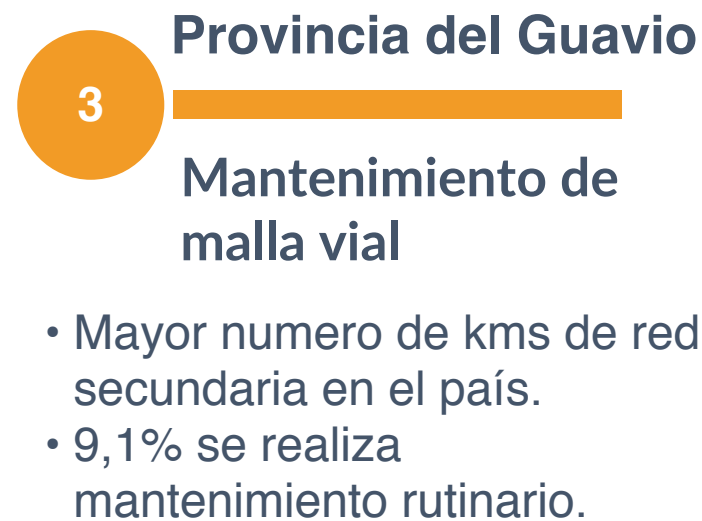 Provincia del Guavio
3
Mantenimiento de
malla vial
• Mayor numero de kms de red
secundaria en el país.
• 9,1% se realiza
mantenimiento rutinario.